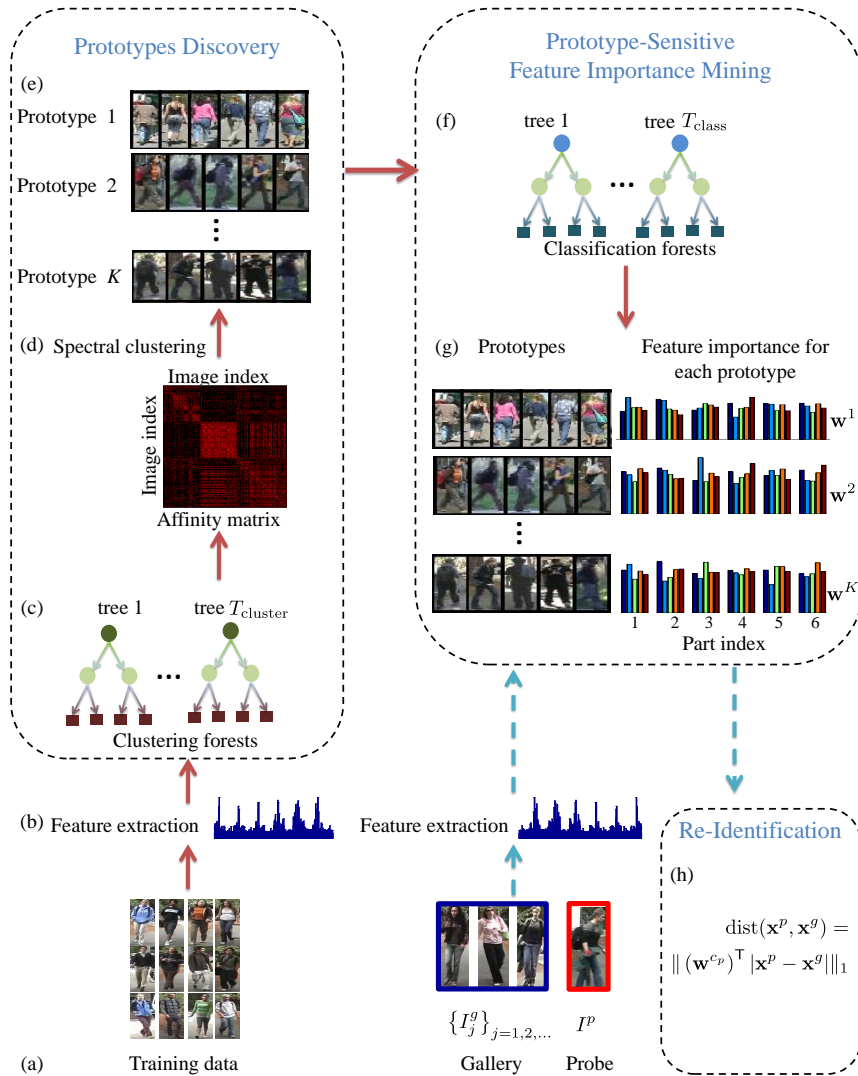 Prototypes Discovery
(e)
Prototype 1
Prototype 2
Prototype K
(d) Spectral clustering
Image index
Image index
Affinity matrix
(c)
tree 1 tree T_cluster
Clustering forests
(b) Feature extraction
(a) Training data
Prototype-Sensitive
Feature Importance Mining
(f)
tree 1 tree T_class
Classification forests
(g) Prototypes
Feature importance for
each prototype
w^1
w^2
w^K
1 2 3 4 5 6
Part index
Feature extraction
{I_j^g}_{j=1,2,...} I^p
Gallery Probe
Re-Identification
(h)
dist(x^p, x^g) =
‖ (w^{c_p})^T |x^p − x^g| ‖_1